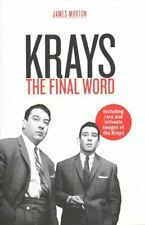 JAMES MORTON
KRAYS
THE FINAL WORD
Including
rare and
intimate
images of
the Krays